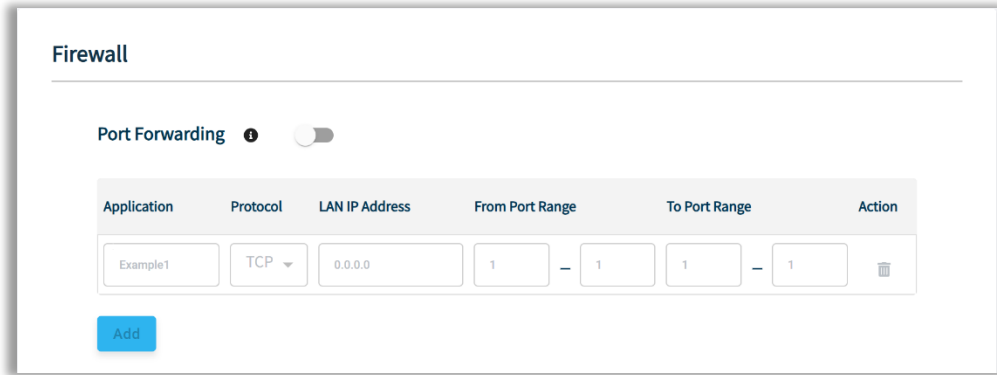 Firewall
Port Forwarding
Application Protocol LAN IP Address From Port Range To Port Range Action
Example1 TCP 0.0.0.0 1 – 1 1 – 1
Add